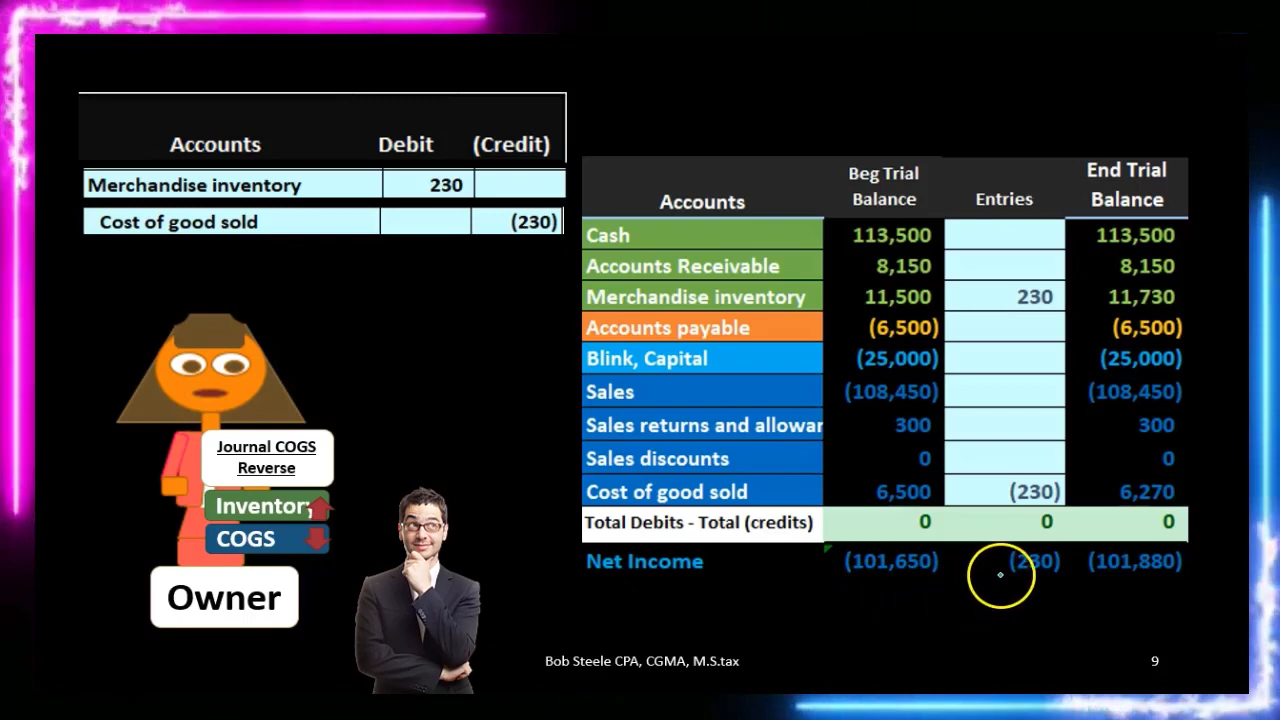 Accounts Debit (Credit)
Merchandise inventory 230
Cost of good sold (230)
Journal COGS
Reverse
Inventory
COGS
Owner
Beg Trial End Trial
Accounts Balance Entries Balance
Cash 113,500 113,500
Accounts Receivable 8,150 8,150
Merchandise inventory 11,500 230 11,730
Accounts payable (6,500) (6,500)
Blink, Capital (25,000) (25,000)
Sales (108,450) (108,450)
Sales returns and allowar 300 300
Sales discounts 0 0
Cost of good sold 6,500 (230) 6,270
Total Debits - Total (credits) 0 0 0
Net Income (101,650) (230) (101,880)
Bob Steele CPA, CGMA, M.S.tax 9